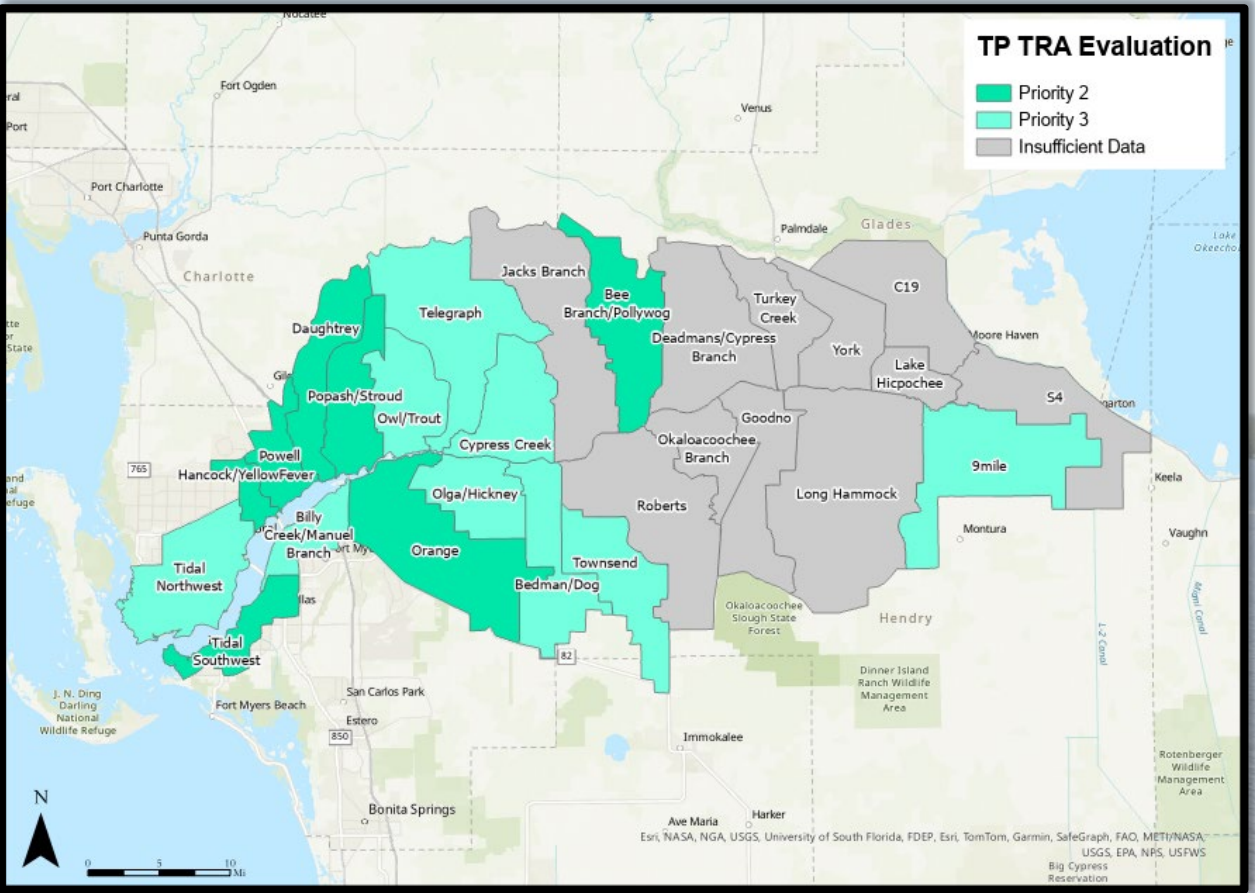 Nocatee
TP TRA Evaluation
Priority 2
Priority 3
Insufficient Data
Fort Ogden
Venus
Port
Port Charlotte
Punta Gorda
Charlotte
Palmdale
Glades
Lake
Jacks Branch
C19
Bee
Branch/Pollywog
Turkey
Creek
Telegraph
Daughtrey
State
Deadmans/Cypress
Branch
Moore Haven
York
Lake
Hicpochee
Popash/Stroud
S4
Owl/Trout
Goodno
Cypress Creek
Okaloacoochee
Branch
Powell
Hancock/YellowFever
765
9mile
Keela
Olga/Hickney
Long Hammock
Roberts
Billy
Creek/Manuel
Branch
Montura
Vaughn
Orange
Tidal
Northwest
Townsend
Bedman/Dog
Okaloacoochee
Slough State
Forest
Hendry
Miami Canal
L-2 Canal
Tidal
Southwest
82
Dinner Island
Ranch Wildlife
Management
Area
J. N. Ding
Darling
National
Wildlife Refuge
San Carlos Park
Fort Myers Beach
Estero
850
Immokalee
Rotenberger
Wildlife
Management
Area
N
Bonita Springs
Ave Maria
Harker
Esri, NASA, NGA, USGS, University of South Florida, FDEP, Esri, TomTom, Garmin, SafeGraph, FAO, METI/NASA,
USGS, EPA, NPS, USFWS
Big Cypress
Reservation
0 5 10
Mi